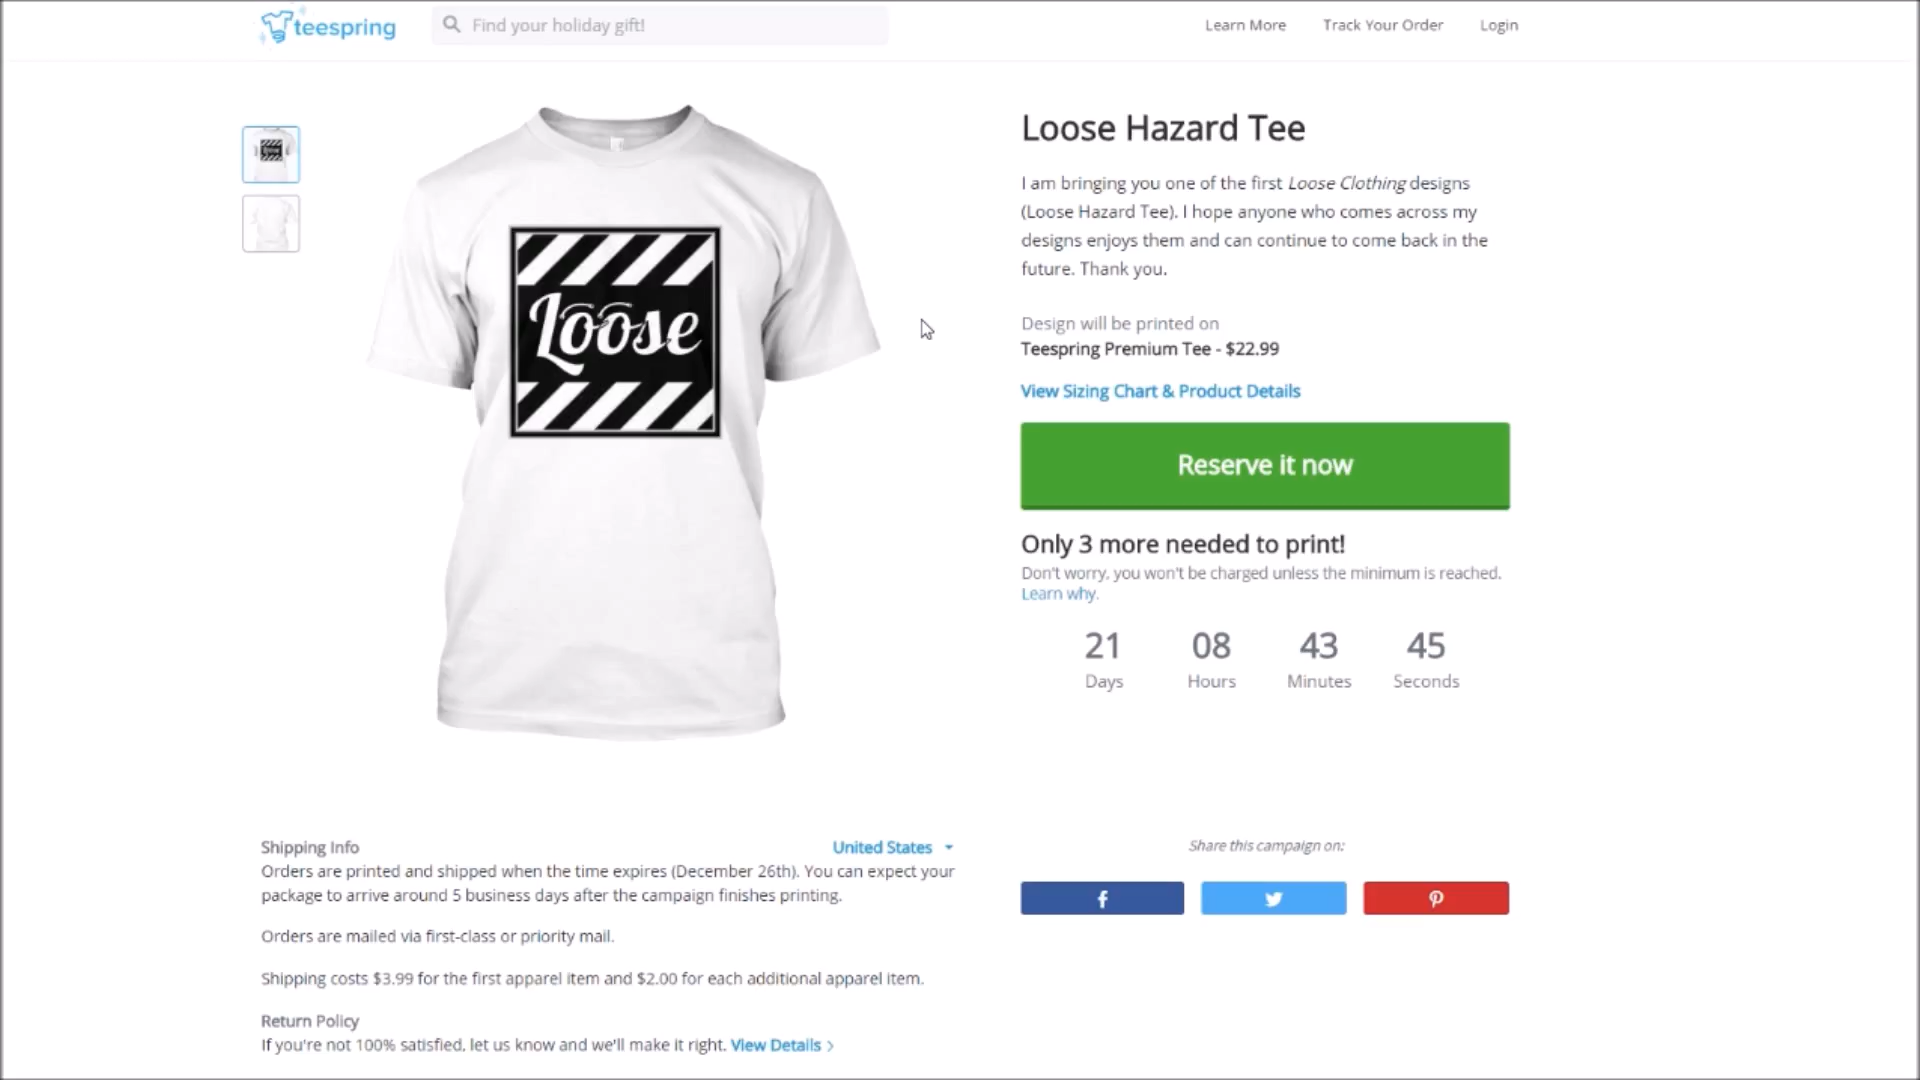 teespring
Find your holiday gift!
Learn More
Track Your Order
Login
Loose
Loose Hazard Tee
I am bringing you one of the first Loose Clothing designs
(Loose Hazard Tee). I hope anyone who comes across my
designs enjoys them and can continue to come back in the
future. Thank you.
Design will be printed on
Teespring Premium Tee - $22.99
View Sizing Chart & Product Details
Reserve it now
Only 3 more needed to print!
Don't worry, you won't be charged unless the minimum is reached.
Learn why.
21 08 43 45
Days Hours Minutes Seconds
Shipping Info
United States
Orders are printed and shipped when the time expires (December 26th). You can expect your
package to arrive around 5 business days after the campaign finishes printing.
Orders are mailed via first-class or priority mail.
Shipping costs $3.99 for the first apparel item and $2.00 for each additional apparel item.
Return Policy
If you're not 100% satisfied, let us know and we'll make it right. View Details >
Share this campaign on: